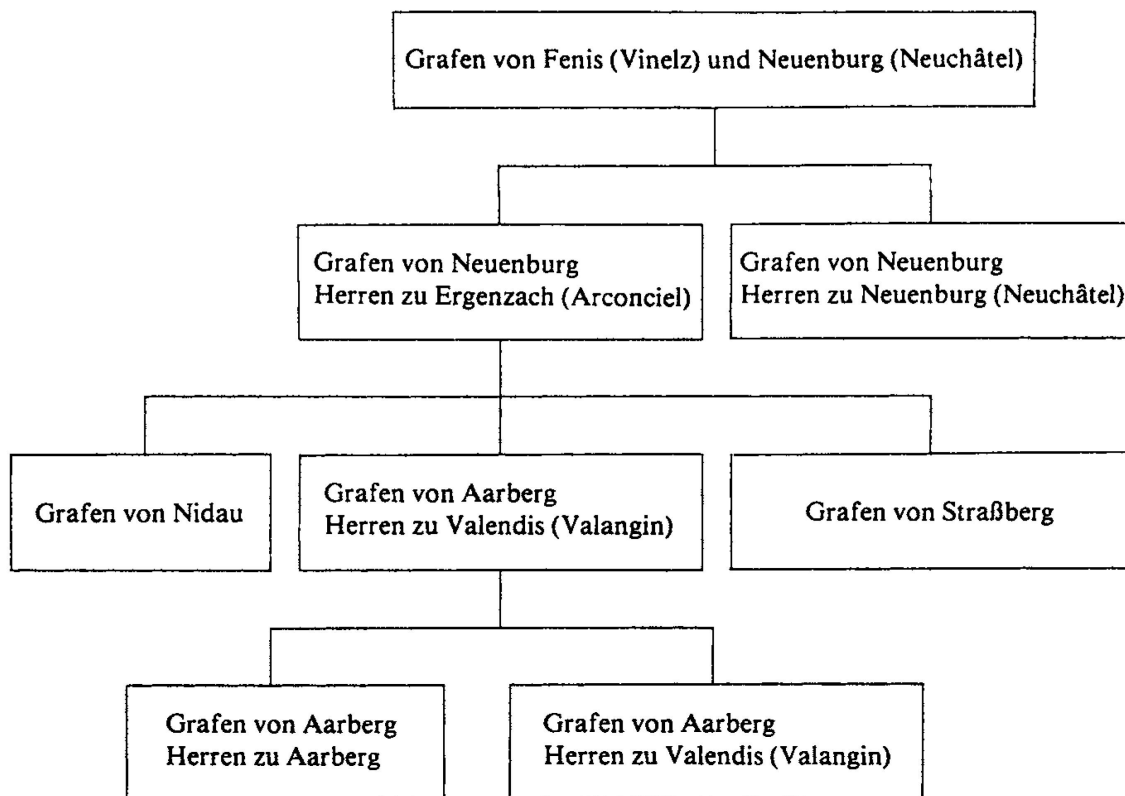 Grafen von Fenis (Vinelz) und Neuenburg (Neuchâtel)
Grafen von Neuenburg
Herren zu Ergenzach (Arconciel)
Grafen von Neuenburg
Herren zu Neuenburg (Neuchâtel)
Grafen von Nidau
Grafen von Aarberg
Herren zu Valendis (Valangin)
Grafen von Straßberg
Grafen von Aarberg
Herren zu Aarberg
Grafen von Aarberg
Herren zu Valendis (Valangin)